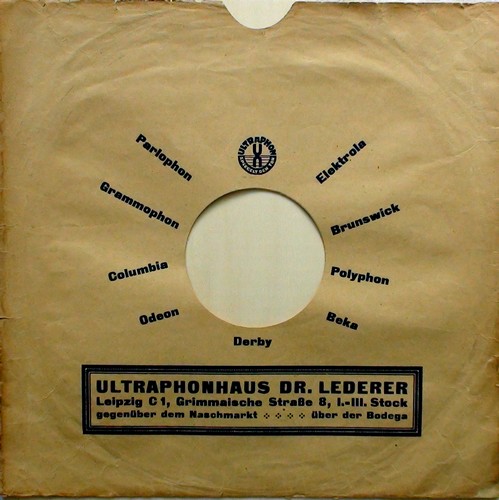 ULTRAPHON
Parlophon
Elektrola
Grammophon
Brunswick
Columbia
Polyphon
Odeon
Beka
Derby
ULTRAPHONHAUS DR. LEDERER
Leipzig C 1, Grimmaische Straße 8, I.-III. Stock
gegenüber dem Naschmarkt über der Bodega